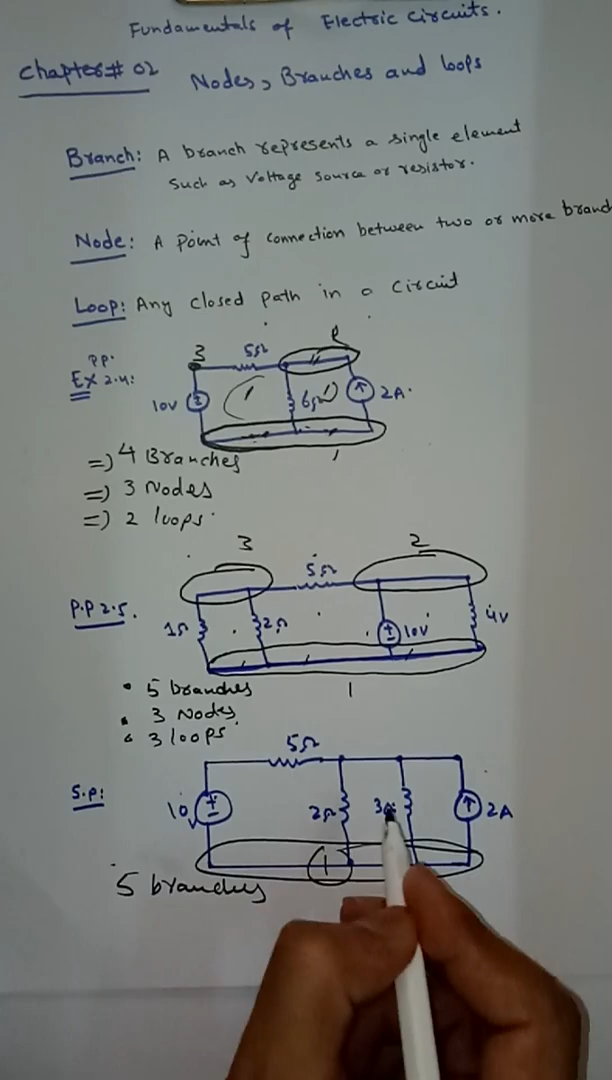 Fundamentals of Electric Circuits.
Chapter# 02
Nodes, Branches and loops
Branch: A branch represents a single element
Such as Voltage Source or resistor.
Node: A Point of Connection between two or more branch
Loop: Any Closed Path in a Circuit
P.P.
Ex 2.4:
3
5Ω
2
10V
6Ω
2A
1
=) 4 Branches
=) 3 Nodes
=) 2 loops
3
5Ω
2
P.P 2.5.
1Ω
2Ω
10V
4V
1
• 5 branches
• 3 Nodes
• 3 loops
S.P:
5Ω
10V
2Ω
3Ω
2A
1
5 branches